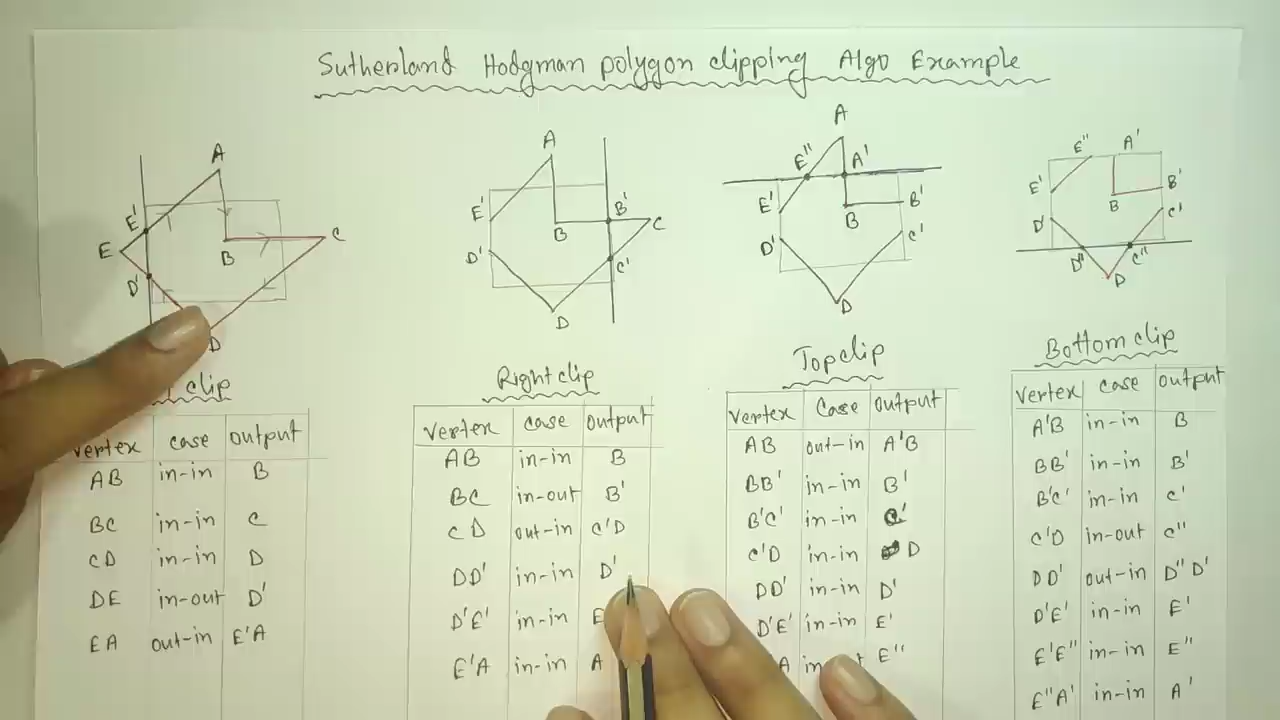 Sutherland Hodgman polygon clipping Algo Example
A
E'
E
B
C
D'
D
A
E'
B
B'
C
D'
C'
D
A
E"
A'
E'
B
B'
D'
C'
D
E"
A'
E'
B
B'
D'
C'
D"
C"
D
clip
Vertex case output
AB in-in B
BC in-in C
CD in-in D
DE in-out D'
EA out-in E'A
Right clip
Vertex case Output
AB in-in B
BC in-out B'
CD out-in C'D
DD' in-in D'
D'E' in-in E
E'A in-in A
Top clip
Vertex Case Output
AB out-in A'B
BB' in-in B'
B'C' in-in C'
C'D in-in D
DD' in-in D'
D'E' in-in E'
A E"
Bottom clip
Vertex case Output
A'B in-in B
BB' in-in B'
B'C' in-in C'
C'D in-out C"
DD' out-in D" D'
D'E' in-in E'
E'E" in-in E"
E"A' in-in A'